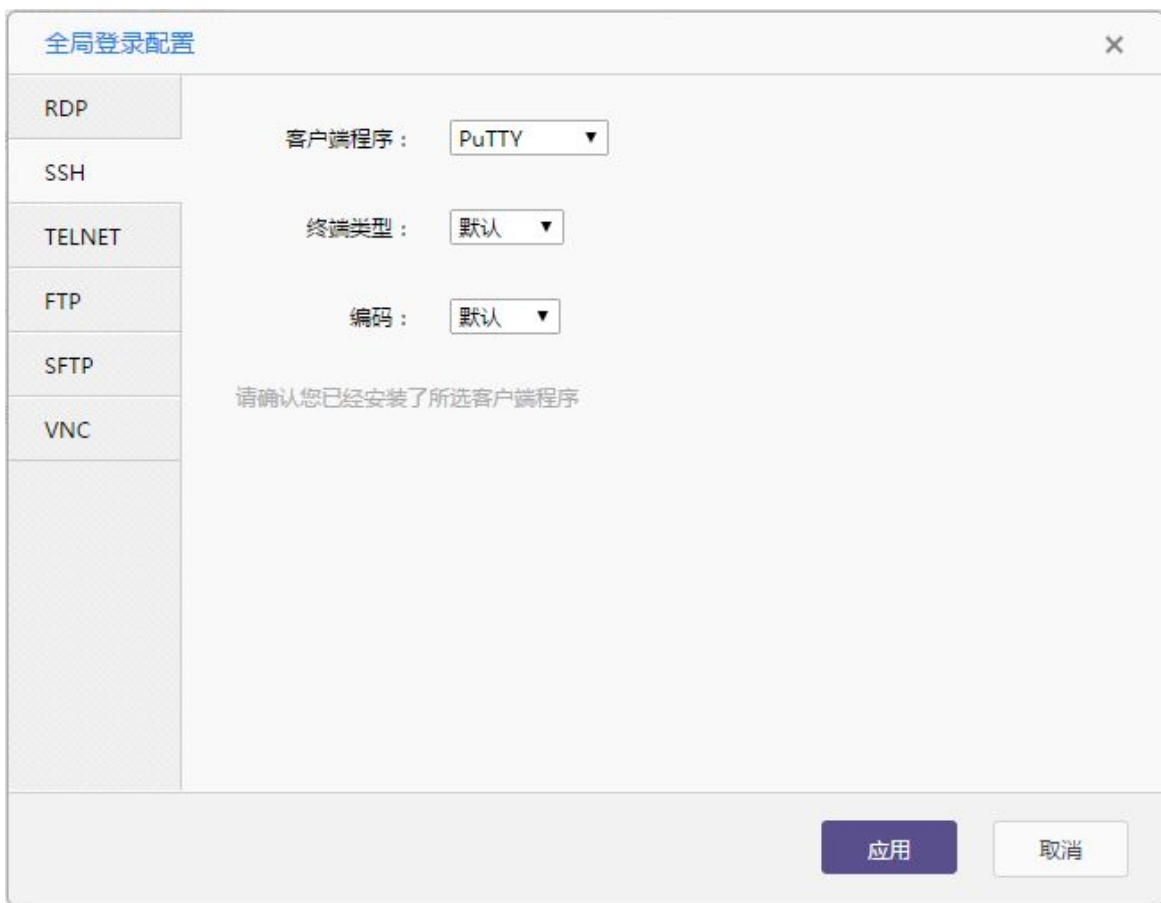 全局登录配置
RDP
SSH
TELNET
FTP
SFTP
VNC
客户端程序： PuTTY
终端类型： 默认
编码： 默认
请确认您已经安装了所选客户端程序
应用 取消